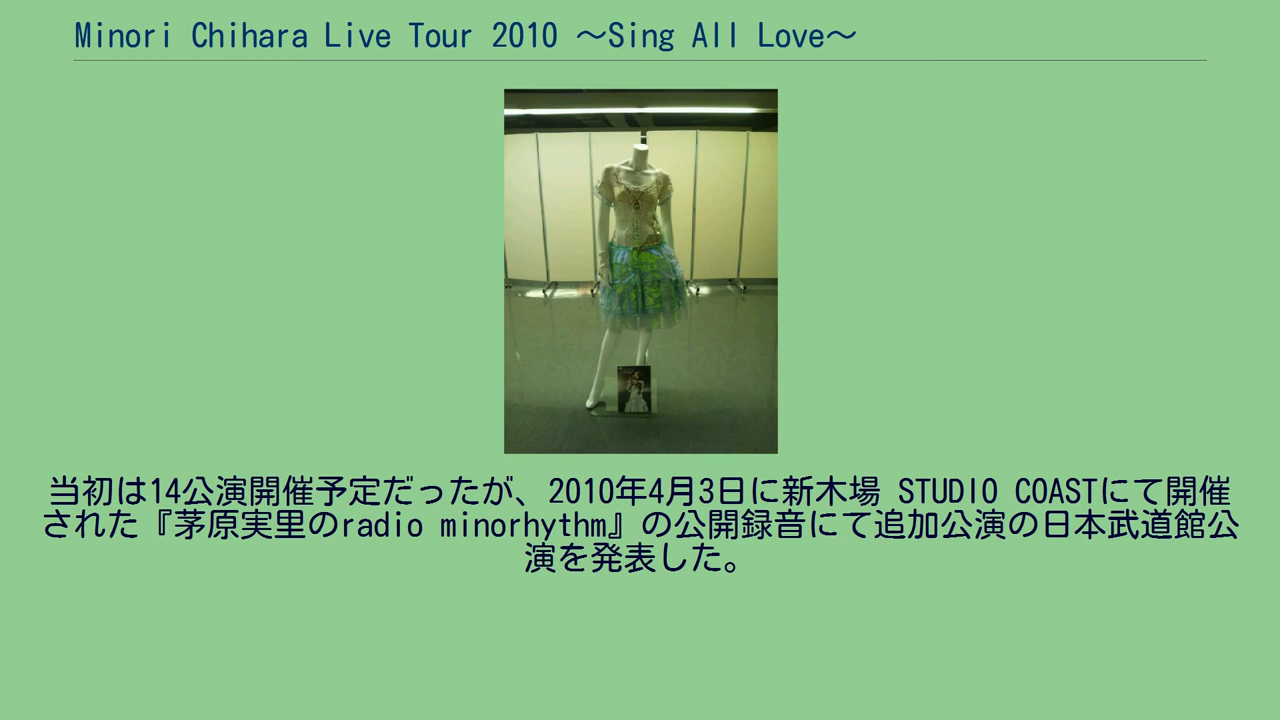 Minori Chihara Live Tour 2010 〜Sing All Love〜
当初は14公演開催予定だったが、2010年4月3日に新木場 STUDIO COASTにて開催
された『茅原実里のradio minorhythm』の公開録音にて追加公演の日本武道館公
演を発表した。